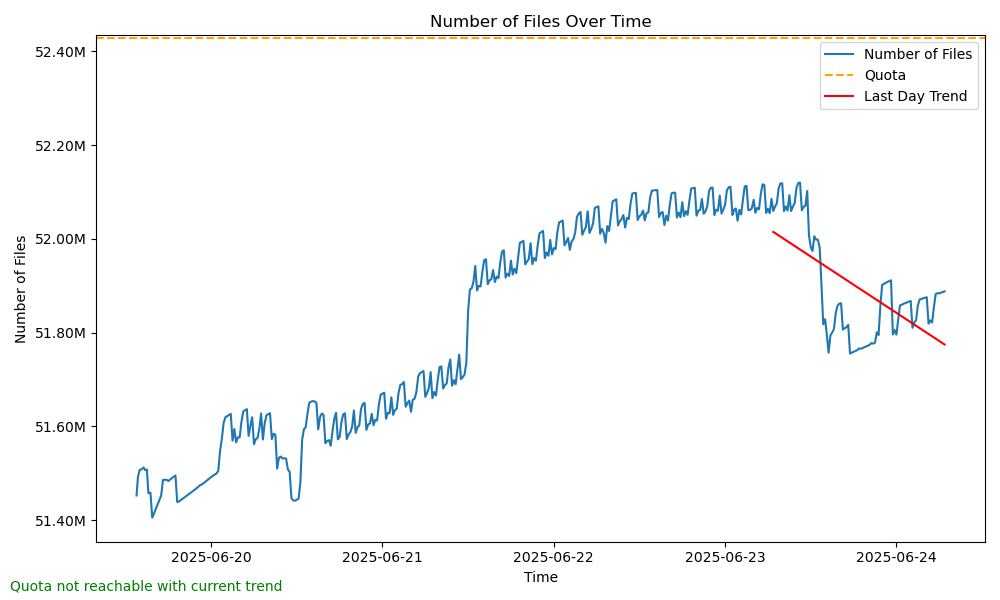 Number of Files Over Time
Number of Files
Quota
Last Day Trend
52.40M
52.20M
52.00M
51.80M
51.60M
51.40M
Number of Files
2025-06-20
2025-06-21
2025-06-22
2025-06-23
2025-06-24
Time
Quota not reachable with current trend